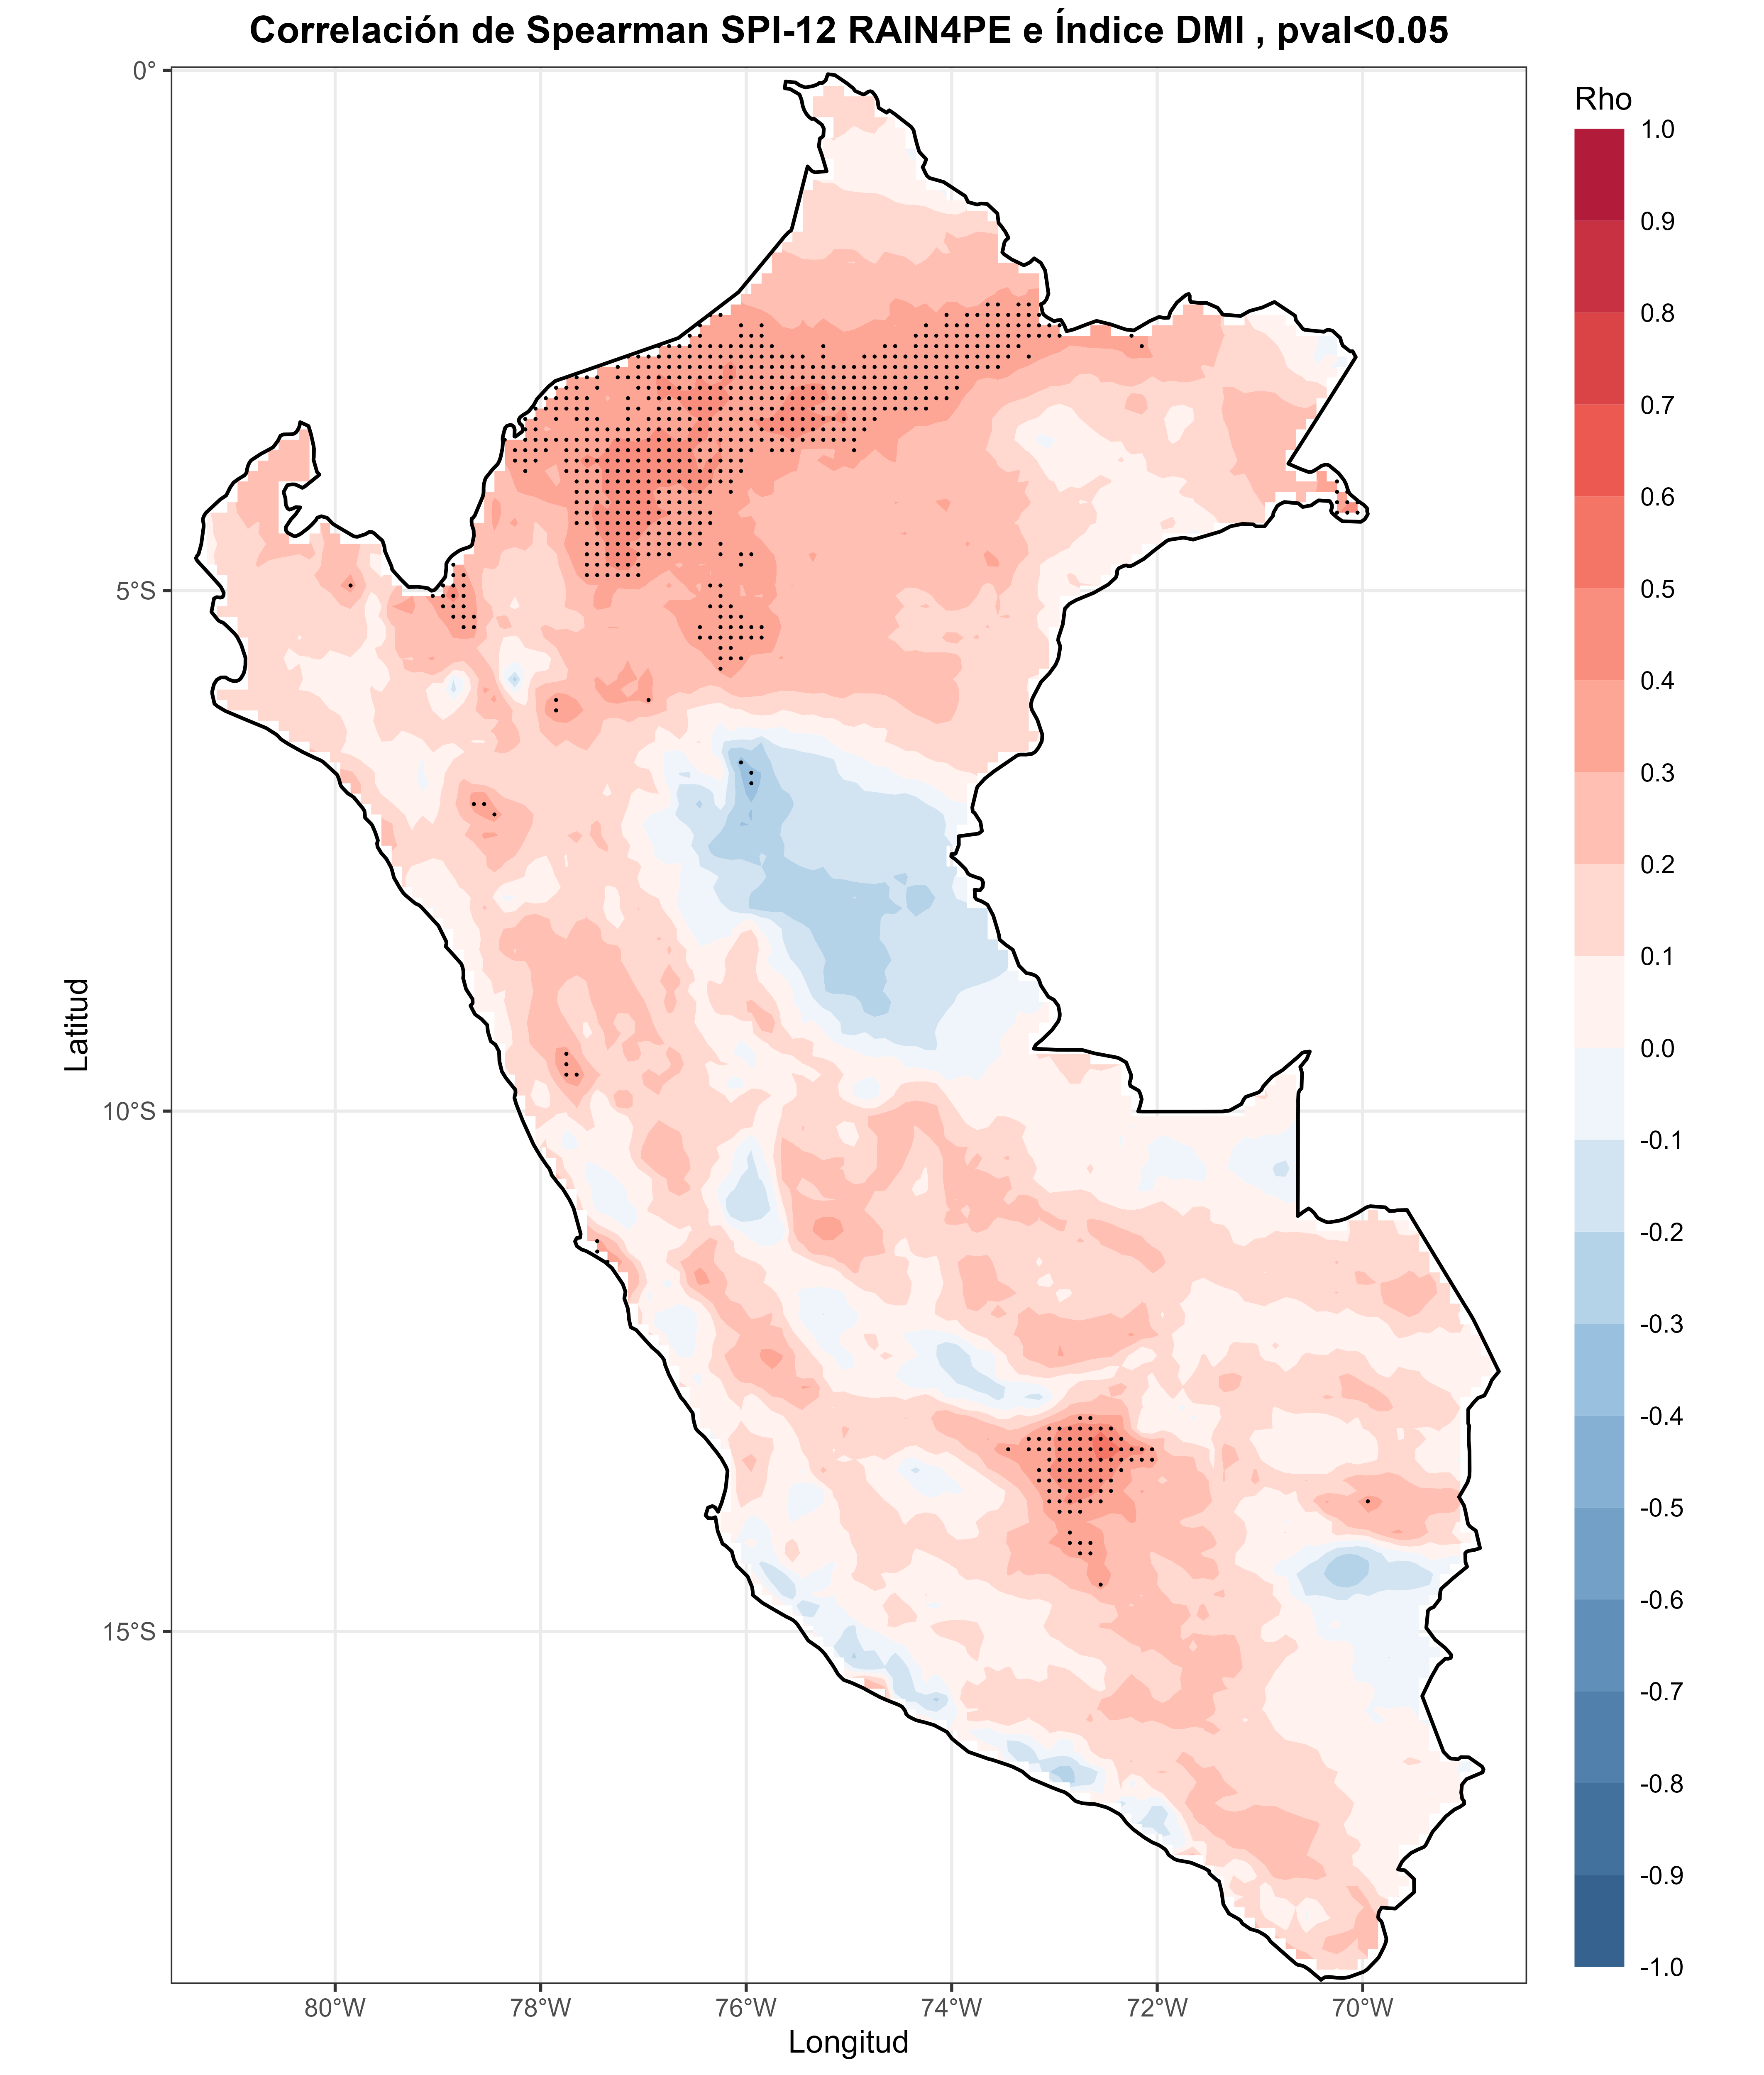 Correlación de Spearman SPI-12 RAIN4PE e Índice DMI , pval<0.05
Rho
1.0
0.9
0.8
0.7
0.6
0.5
0.4
0.3
0.2
0.1
0.0
-0.1
-0.2
-0.3
-0.4
-0.5
-0.6
-0.7
-0.8
-0.9
-1.0
Latitud
0°
5°S
10°S
15°S
80°W 78°W 76°W 74°W 72°W 70°W
Longitud